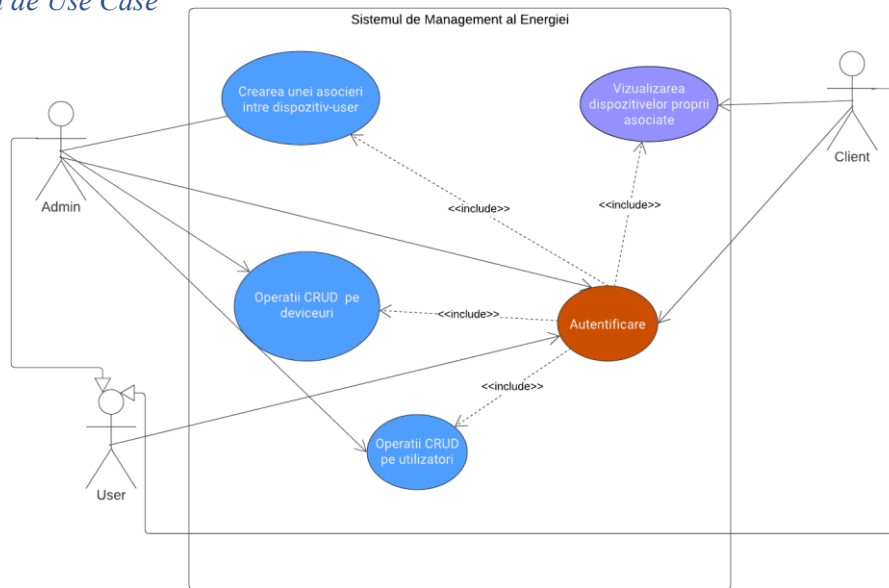 de Use Case
Sistemul de Management al Energiei
Crearea unei asocieri
intre dispozitiv-user
Vizualizarea
dispozitivelor proprii
asociate
Client
Admin
<<include>>
<<include>>
Operatii CRUD pe
deviceuri
<<include>>
Autentificare
<<include>>
Operatii CRUD
pe utilizatori
User